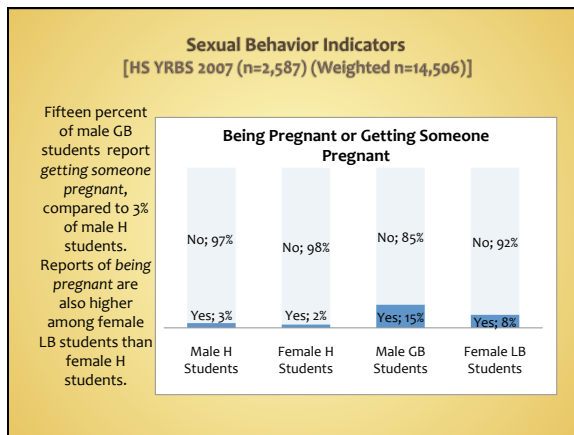 Sexual Behavior Indicators
[HS YRBS 2007 (n=2,587) (Weighted n=14,506)]
Fifteen percent
of male GB
students report
getting someone
pregnant,
compared to 3%
of male H
students.
Reports of being
pregnant are
also higher
among female
LB students than
female H
students.
Being Pregnant or Getting Someone
Pregnant
No; 97%
No; 98%
No; 85%
No; 92%
Yes; 3%
Yes; 2%
Yes; 15%
Yes; 8%
Male H
Students
Female H
Students
Male GB
Students
Female LB
Students